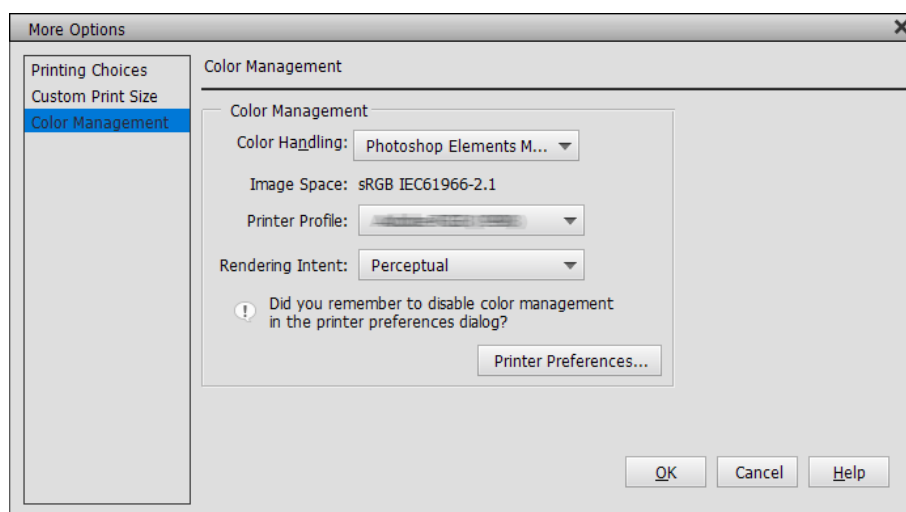 More Options
Printing Choices
Custom Print Size
Color Management
Color Management
Color Management
Color Handling: Photoshop Elements M...
Image Space: sRGB IEC61966-2.1
Printer Profile:
Rendering Intent: Perceptual
Did you remember to disable color management
in the printer preferences dialog?
Printer Preferences...
OK Cancel Help